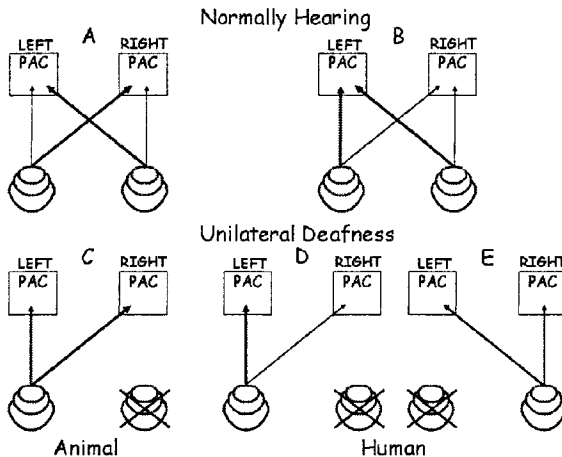 Normally Hearing
A
LEFT RIGHT
PAC PAC
B
LEFT RIGHT
PAC PAC
Unilateral Deafness
C
LEFT RIGHT
PAC PAC
D
LEFT RIGHT
PAC PAC
E
LEFT RIGHT
PAC PAC
Animal Human